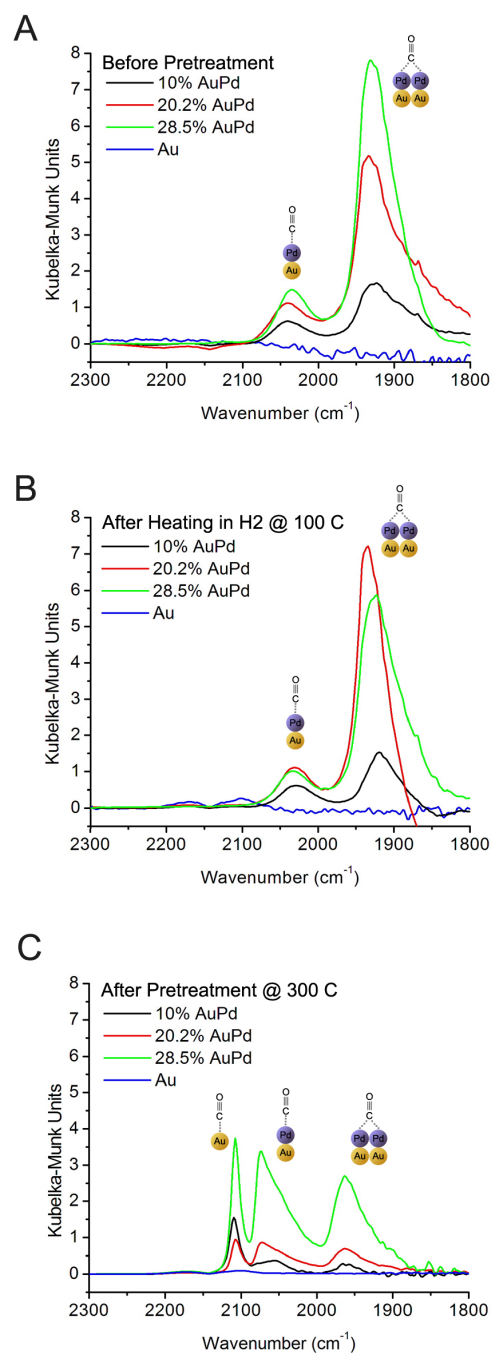 A
Before Pretreatment
10% AuPd
20.2% AuPd
28.5% AuPd
Au
O
C
Pd Pd
Au Au
O
C
Pd
Au
Kubelka-Munk Units
8
7
6
5
4
3
2
1
0
2300 2200 2100 2000 1900 1800
Wavenumber (cm-1)
B
After Heating in H2 @ 100 C
10% AuPd
20.2% AuPd
28.5% AuPd
Au
O
C
Pd Pd
Au Au
O
C
Pd
Au
Kubelka-Munk Units
8
7
6
5
4
3
2
1
0
2300 2200 2100 2000 1900 1800
Wavenumber (cm-1)
C
After Pretreatment @ 300 C
10% AuPd
20.2% AuPd
28.5% AuPd
Au
O
C
Au
O
C
Pd
Au
O
C
Pd Pd
Au Au
Kubelka-Munk Units
8
7
6
5
4
3
2
1
0
2300 2200 2100 2000 1900 1800
Wavenumber (cm-1)